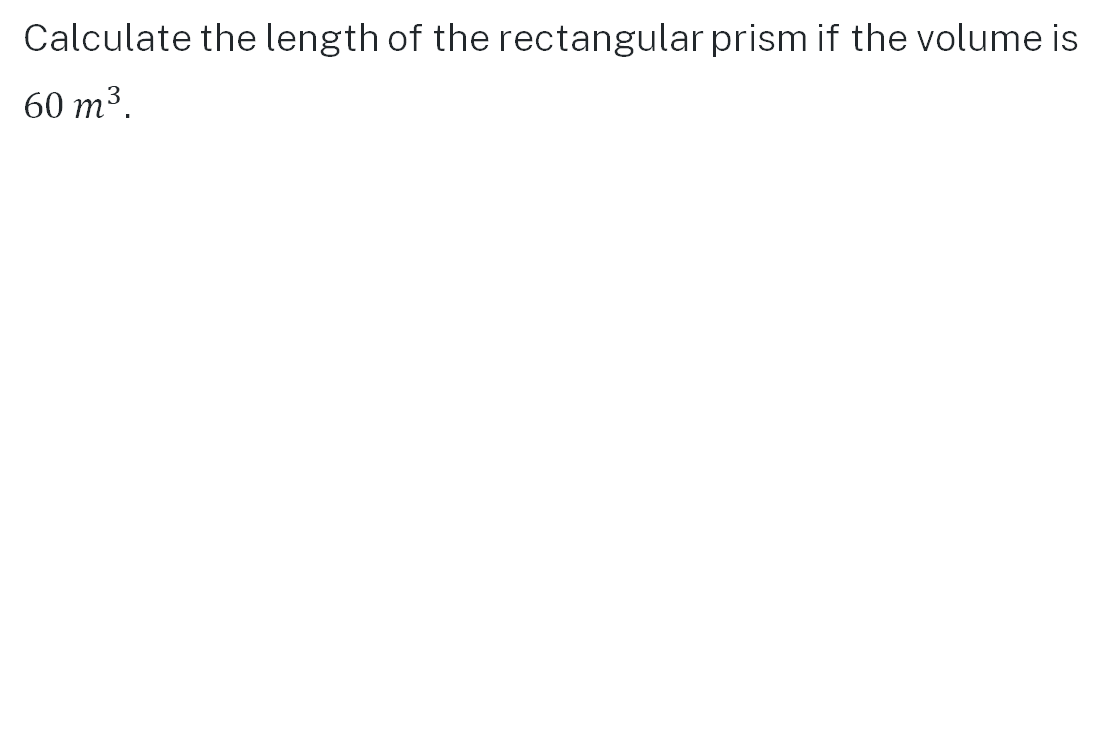 Calculate the length of the rectangular prism if the volume is
60 m³.